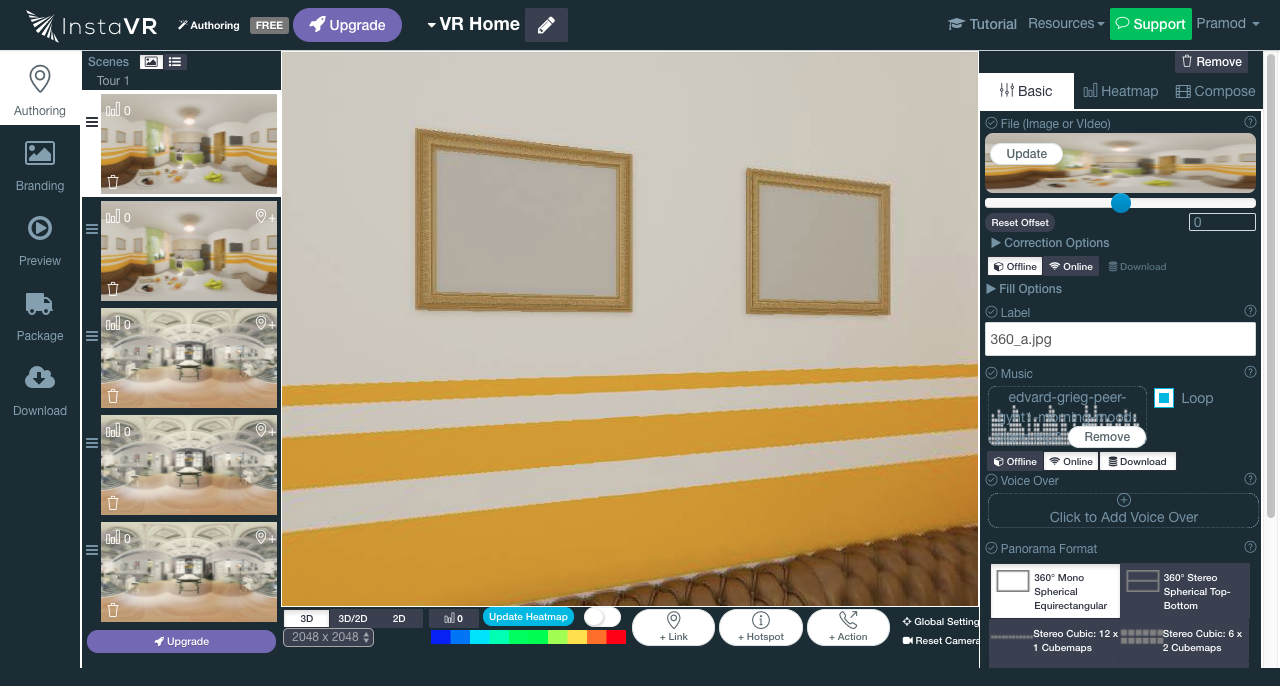 InstaVR
Authoring
FREE
Upgrade
VR Home
Tutorial
Resources
Support
Pramod
Scenes
Tour 1
0
0
0
0
0
Upgrade
Authoring
Branding
Preview
Package
Download
3D
3D/2D
2D
0
Update Heatmap
2048 x 2048
+ Link
+ Hotspot
+ Action
Global Setting
Reset Camera
Remove
Basic
Heatmap
Compose
File (Image or VIdeo)
Update
Reset Offset
0
Correction Options
Offline
Online
Download
Fill Options
Label
360_a.jpg
Music
edvard-grieg-peer-
Loop
Remove
Offline
Online
Download
Voice Over
Click to Add Voice Over
Panorama Format
360° Mono
Spherical
Equirectangular
360° Stereo
Spherical Top-
Bottom
Stereo Cubic: 12 x
1 Cubemaps
Stereo Cubic: 6 x
2 Cubemaps